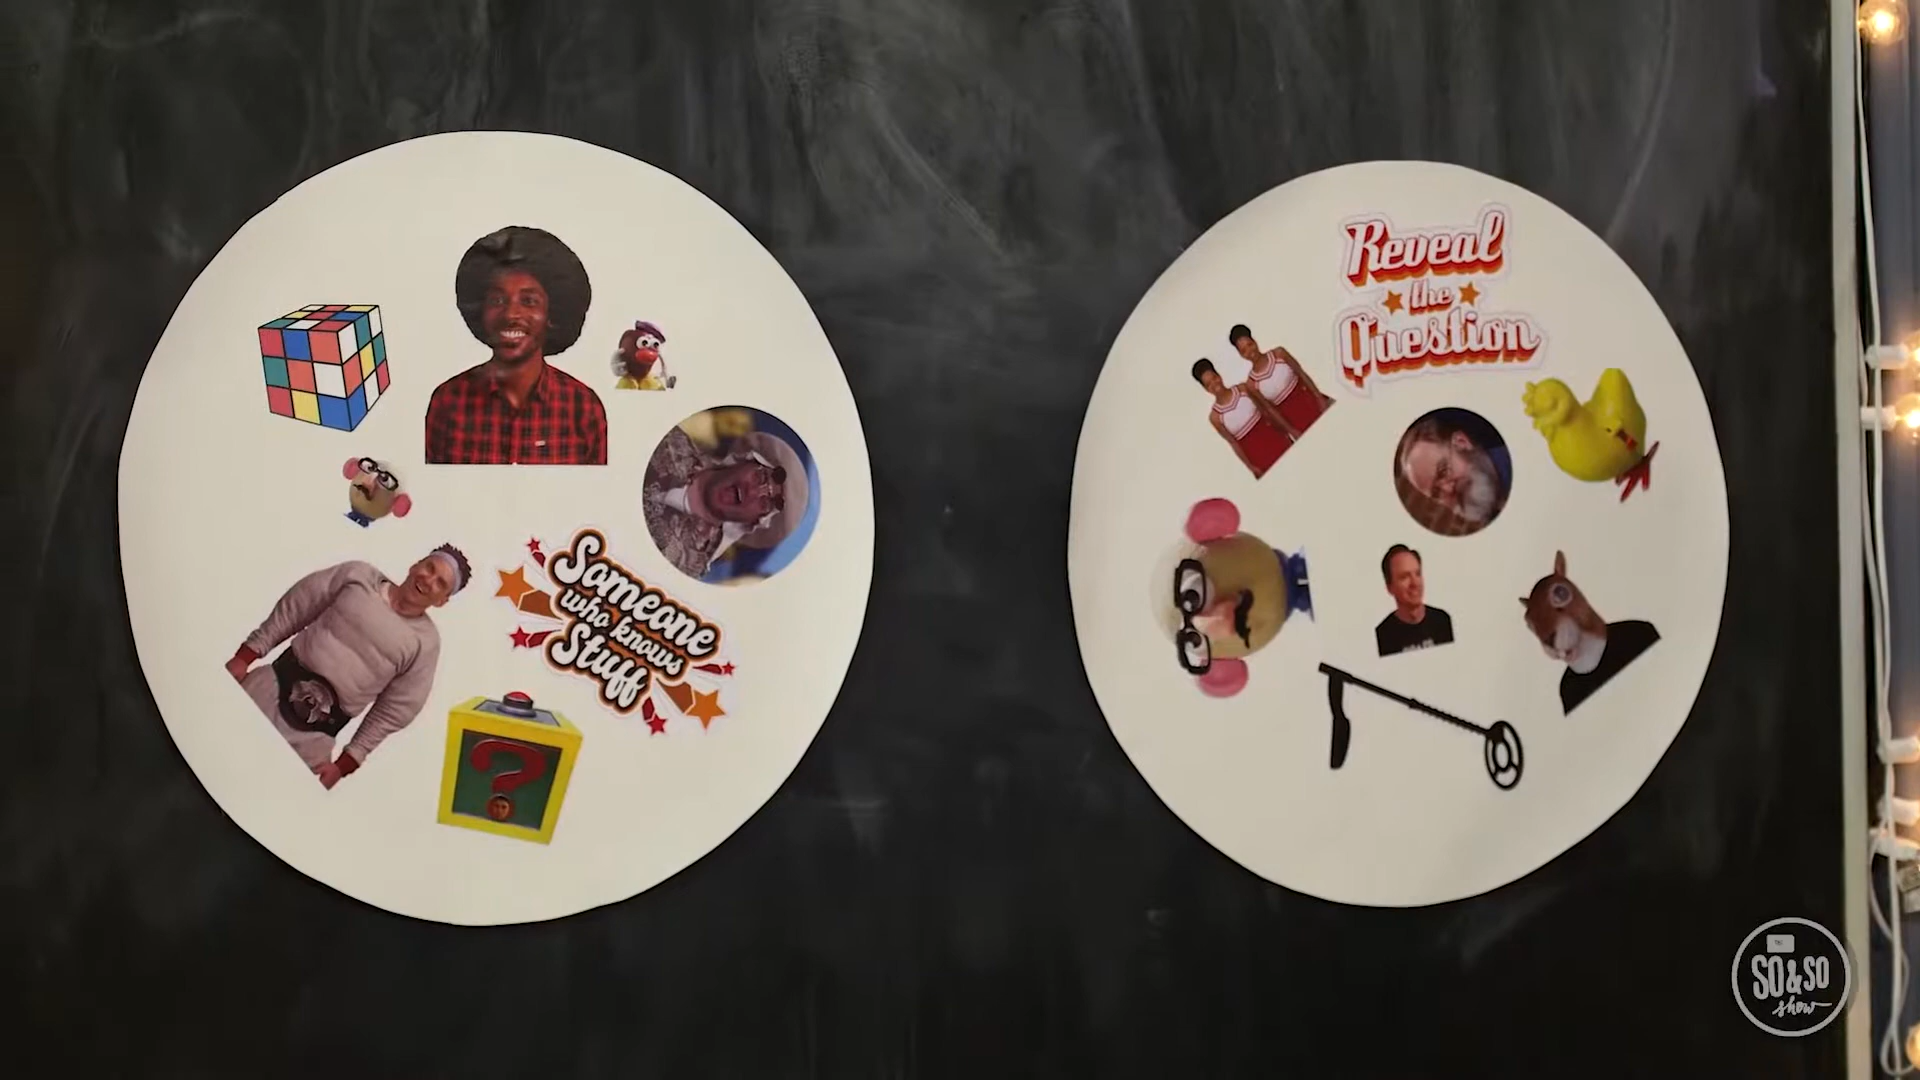 Someone
who knows
Stuff
Reveal
the
Question
?
SO & SO
show